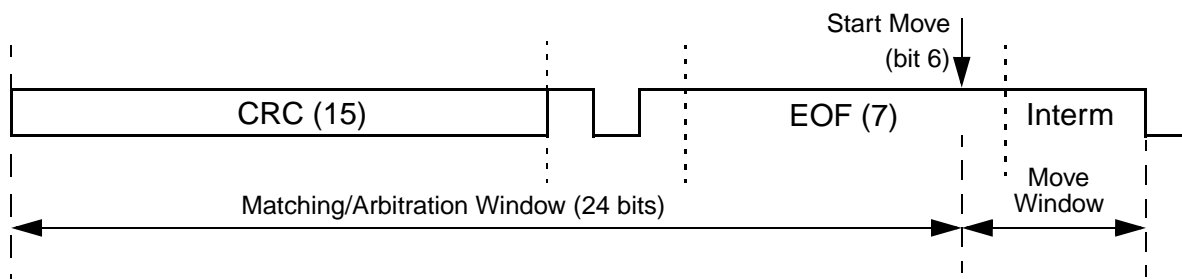 Start Move
(bit 6)
CRC (15)
EOF (7)
Interm
Matching/Arbitration Window (24 bits)
Move
Window